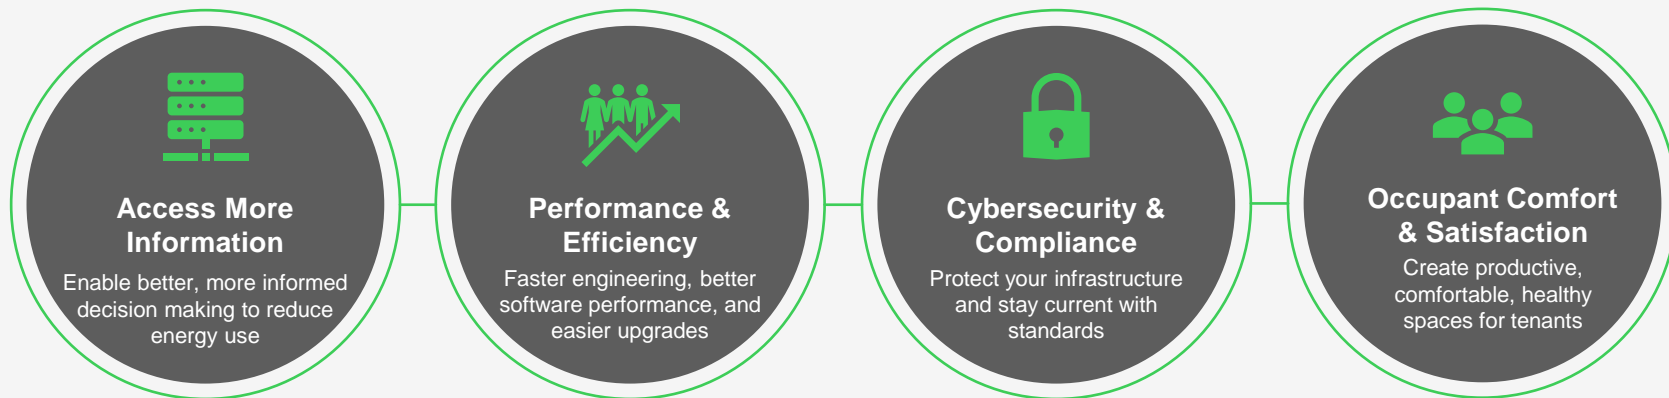 Access More
Information
Enable better, more informed
decision making to reduce
energy use
Performance &
Efficiency
Faster engineering, better
software performance, and
easier upgrades
Cybersecurity &
Compliance
Protect your infrastructure
and stay current with
standards
Occupant Comfort
& Satisfaction
Create productive,
comfortable, healthy
spaces for tenants